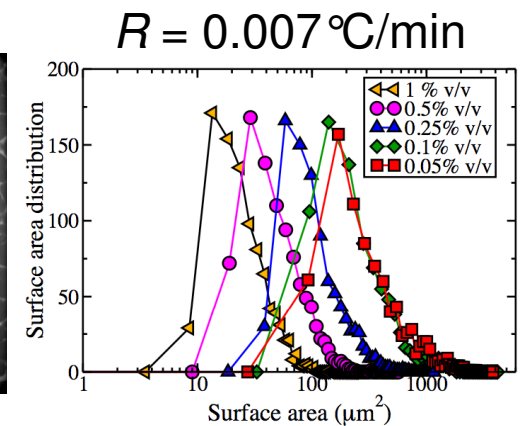 R = 0.007 °C/min
200
150
100
50
0
Surface area distribution
1 % v/v
0.5% v/v
0.25% v/v
0.1% v/v
0.05% v/v
1
10
100
1000
Surface area (μm²)